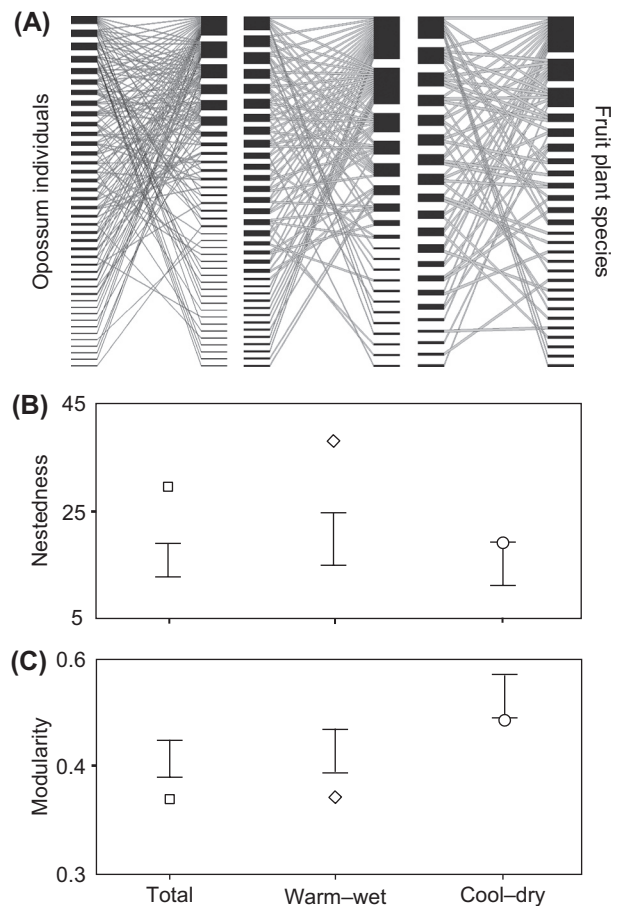 (A)
Opossum individuals
Fruit plant species
(B)
45
25
5
Nestedness
(C)
0.6
0.4
0.3
Modularity
Total Warm–wet Cool–dry